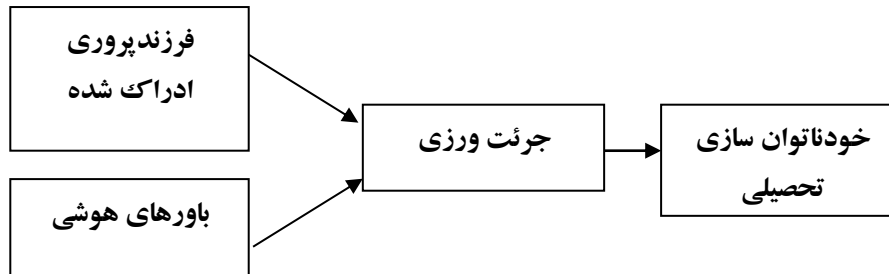 فرزندپروری
ادراک شده
جرئت ورزی
خودناتوان سازی
تحصیلی
باورهای هوشی